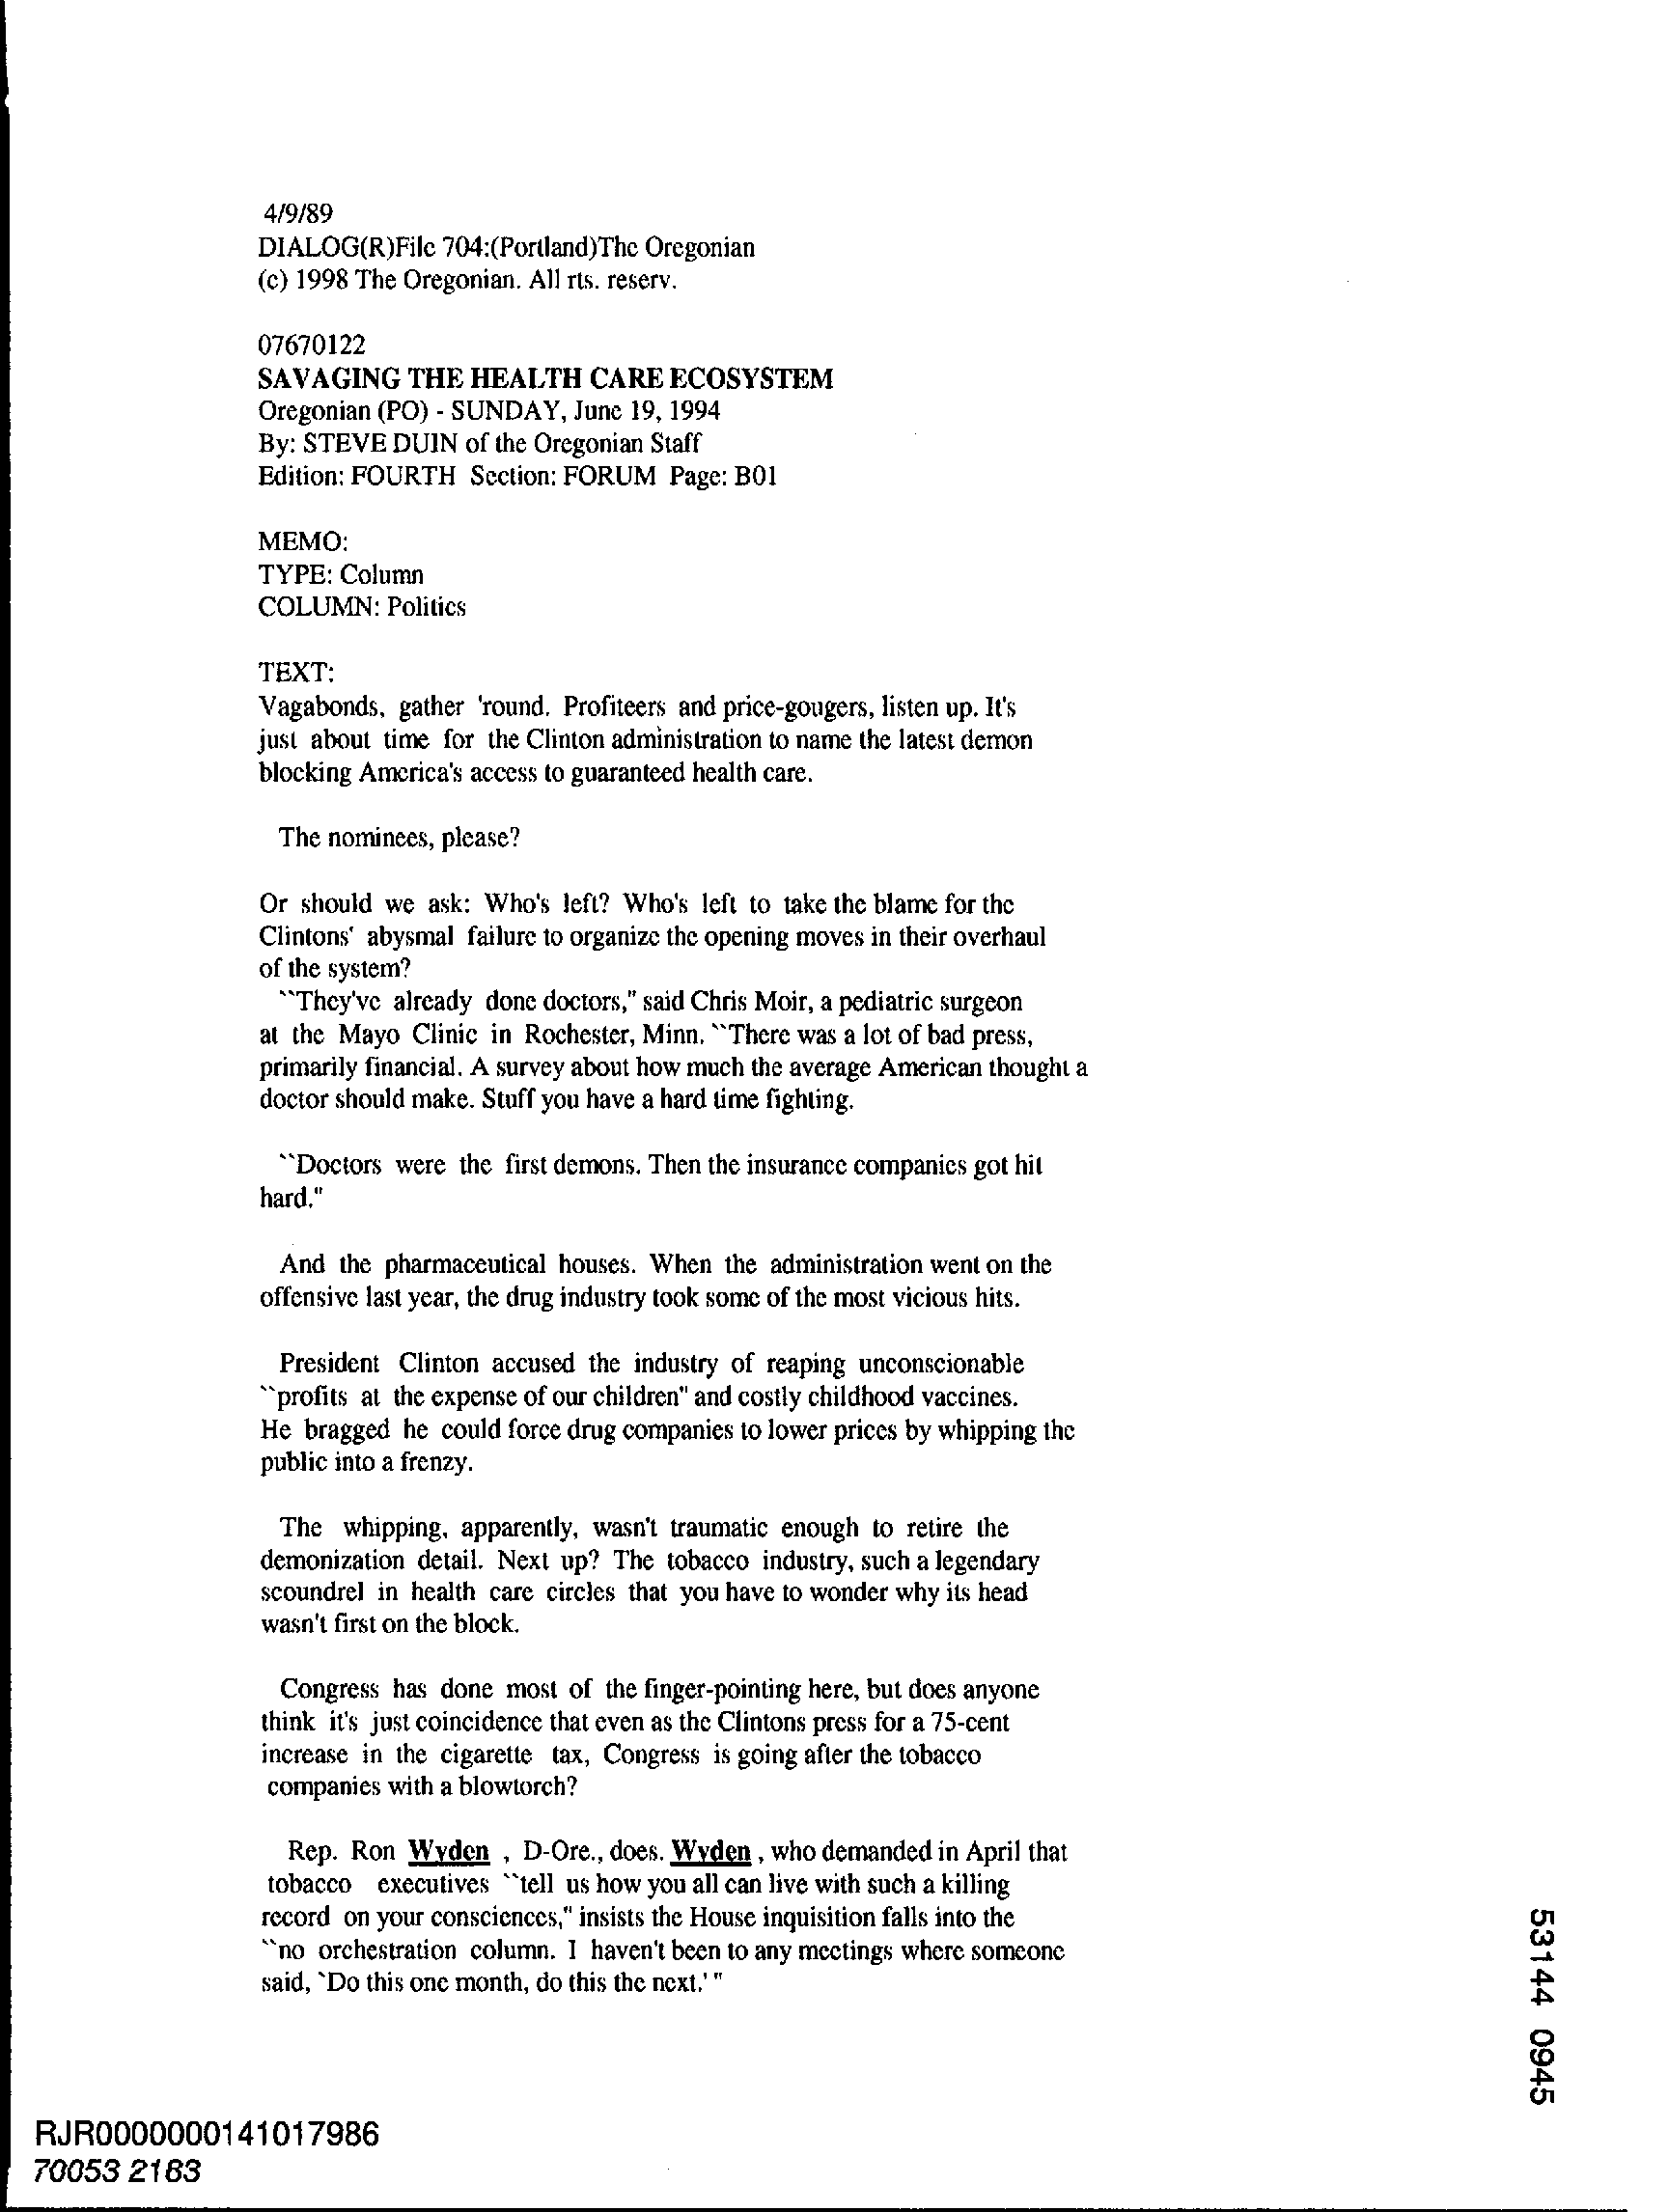 4/9/89
DIALOG(R)File 704:(Portland)The Oregonian
(c) 1998 The Oregonian. All rts. reserv.
07670122
SAVAGING THE HEALTH CARE ECOSYSTEM
Oregonian (PO) - SUNDAY, June 19, 1994
By: STEVE DUIN of the Oregonian Staff
Edition: FOURTH Section: FORUM Page: B01
MEMO:
TYPE: Column
COLUMN: Politics
TEXT:
Vagabonds, gather 'round. Profiteers and price-gougers, listen up. It's
just about time for the Clinton administration to name the latest demon
blocking America's access to guaranteed health care.
The nominees, please?
Or should we ask: Who's left? Who's left to take the blame for the
Clintons' abysmal failure to organize the opening moves in their overhaul
of the system?
``They've already done doctors," said Chris Moir, a pediatric surgeon
at the Mayo Clinic in Rochester, Minn. ``There was a lot of bad press,
primarily financial. A survey about how much the average American thought a
doctor should make. Stuff you have a hard time fighting.
``Doctors were the first demons. Then the insurance companies got hit
hard."
And the pharmaceutical houses. When the administration went on the
offensive last year, the drug industry took some of the most vicious hits.
President Clinton accused the industry of reaping unconscionable
``profits at the expense of our children" and costly childhood vaccines.
He bragged he could force drug companies to lower prices by whipping the
public into a frenzy.
The whipping, apparently, wasn't traumatic enough to retire the
demonization detail. Next up? The tobacco industry, such a legendary
scoundrel in health care circles that you have to wonder why its head
wasn't first on the block.
Congress has done most of the finger-pointing here, but does anyone
think it's just coincidence that even as the Clintons press for a 75-cent
increase in the cigarette tax, Congress is going after the tobacco
companies with a blowtorch?
Rep. Ron Wyden , D-Ore., does. Wyden , who demanded in April that
tobacco executives ``tell us how you all can live with such a killing
record on your consciences," insists the House inquisition falls into the
``no orchestration column. I haven't been to any meetings where someone
said, `Do this one month, do this the next.' "
53144 0945
RJR0000000141017986
70053 2183